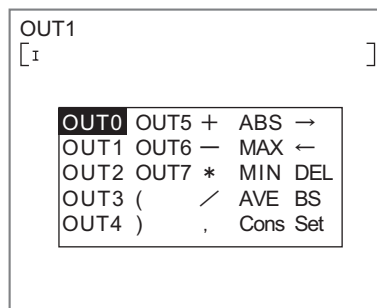 OUT1
[I ]
OUT0 OUT5 + ABS →
OUT1 OUT6 − MAX ←
OUT2 OUT7 * MIN DEL
OUT3 ( / AVE BS
OUT4 ) , Cons Set